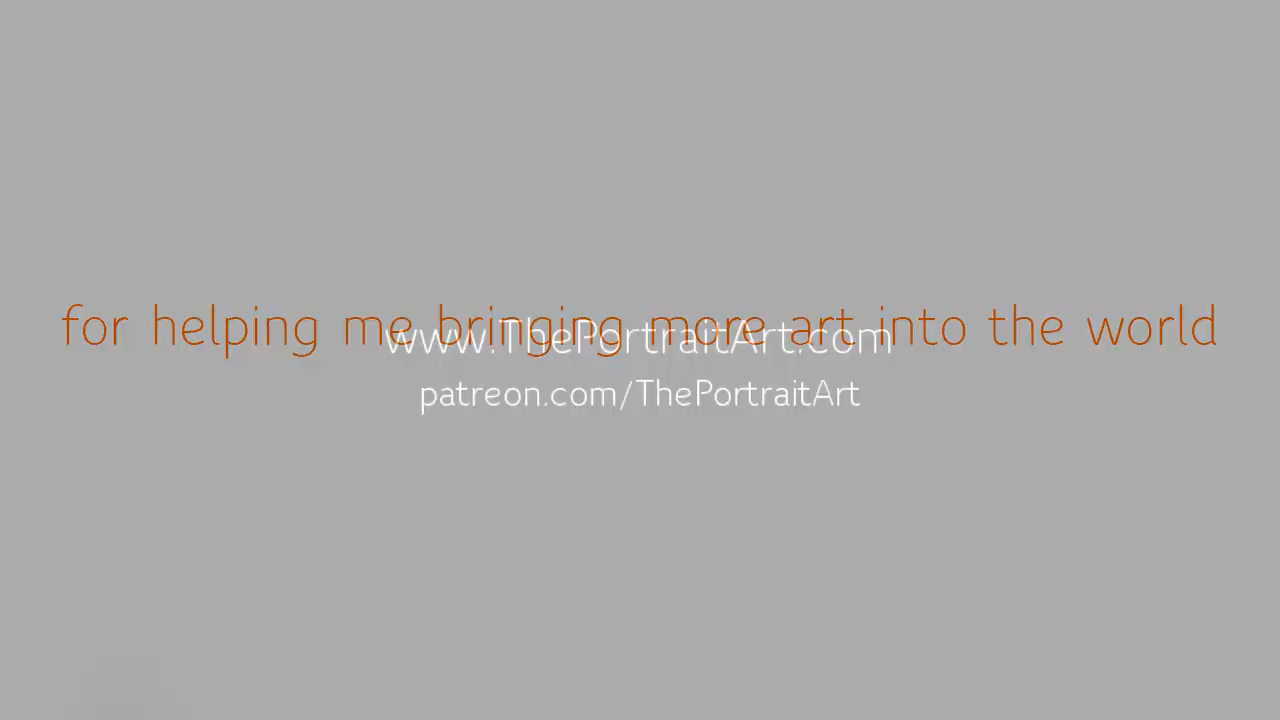 for helping me bringing more art into the world
www.ThePortraitArt.com
patreon.com/ThePortraitArt